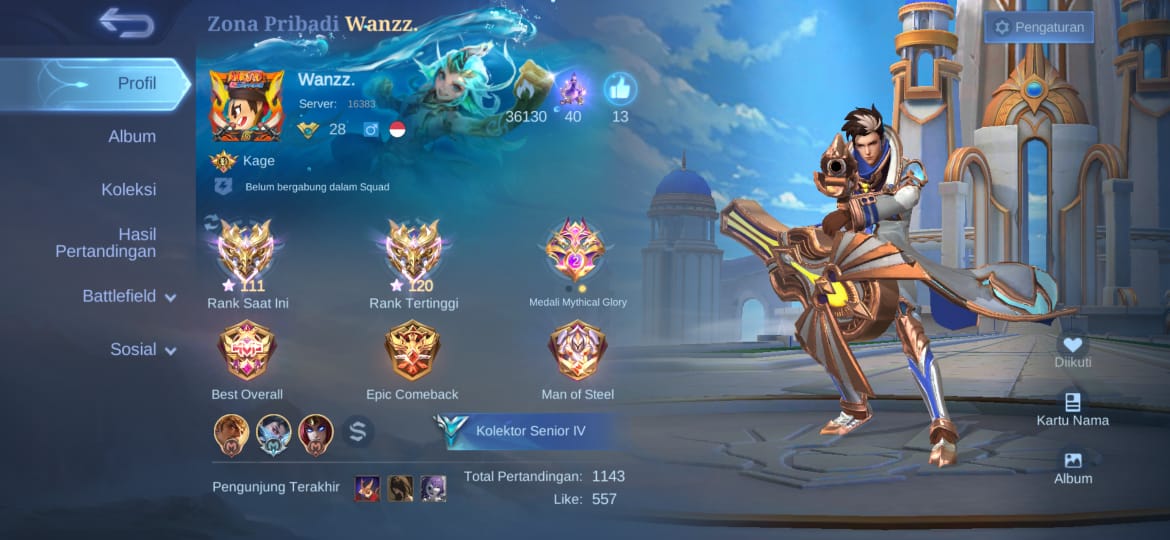 Zona Pribadi Wanzz.
Pengaturan
Profil
Album
Koleksi
Hasil
Pertandingan
Battlefield
Sosial
Wanzz.
Server: 16383
28
36130
40
13
Kage
Belum bergabung dalam Squad
111
Rank Saat Ini
120
Rank Tertinggi
2
Medali Mythical Glory
Best Overall
Epic Comeback
Man of Steel
Kolektor Senior IV
Pengunjung Terakhir
Total Pertandingan: 1143
Like: 557
Diikuti
Kartu Nama
Album